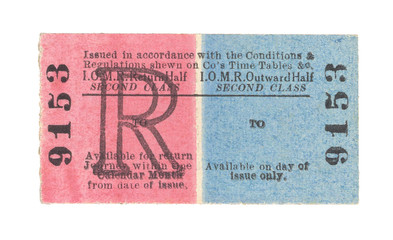 Issued in accordance with the Conditions &
Regulations shewn on Co's Time Tables &c.
I.O.M.R. Return Half I.O.M.R. Outward Half
SECOND CLASS SECOND CLASS
R
TO TO
Available for return
Journey within One
Calendar Month
from date of issue.
Available on day of
issue only.
9153
9153